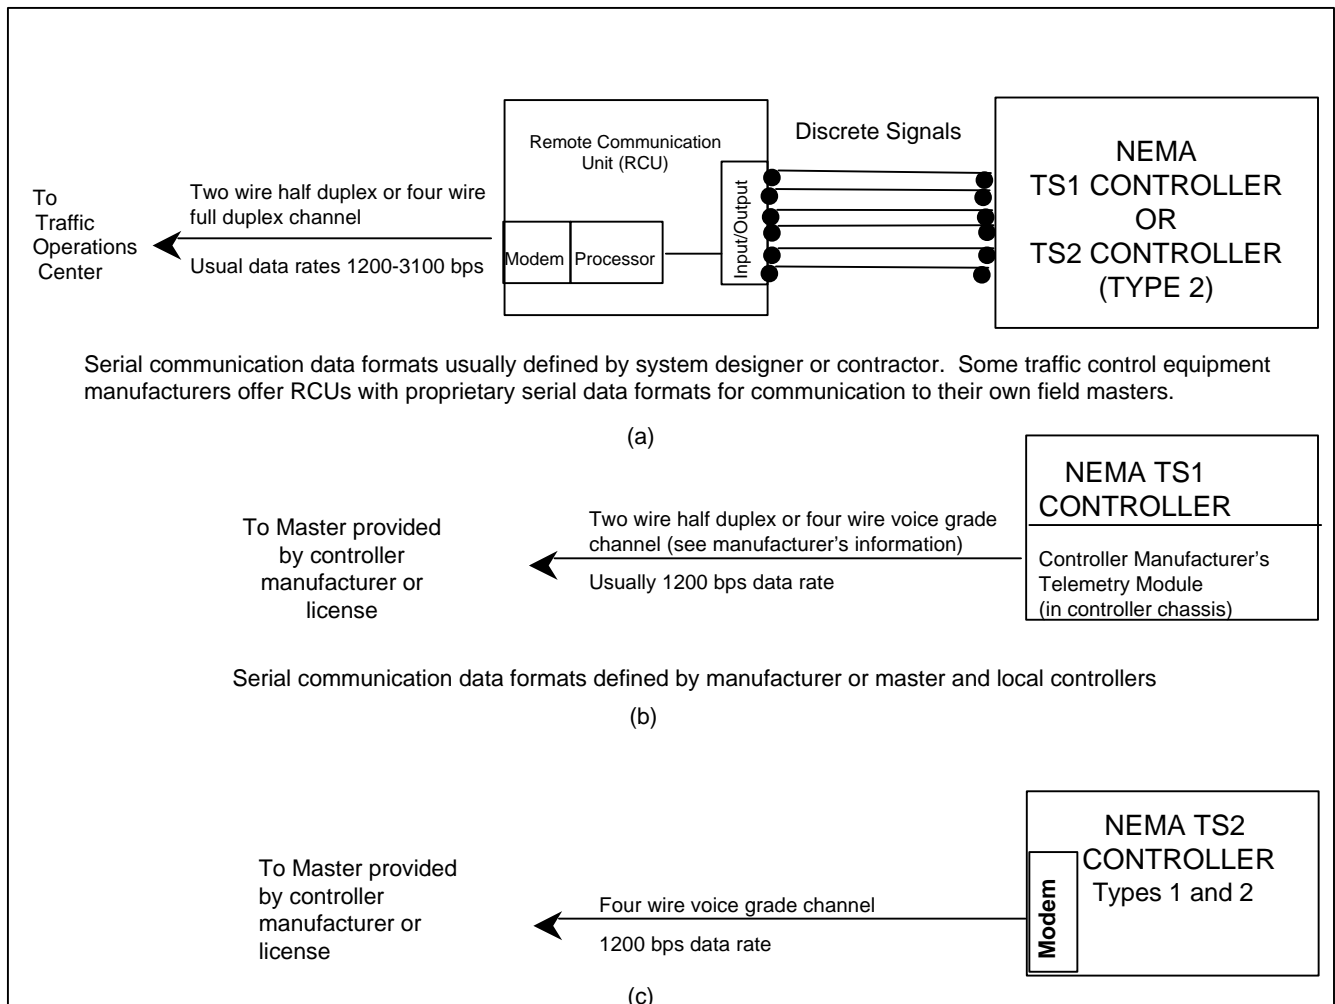 To
Traffic
Operations
Center
Two wire half duplex or four wire
full duplex channel
Usual data rates 1200-3100 bps
Remote Communication
Unit (RCU)
Modem
Processor
Input/Output
Discrete Signals
NEMA
TS1 CONTROLLER
OR
TS2 CONTROLLER
(TYPE 2)
Serial communication data formats usually defined by system designer or contractor. Some traffic control equipment
manufacturers offer RCUs with proprietary serial data formats for communication to their own field masters.
(a)
To Master provided
by controller
manufacturer or
license
Two wire half duplex or four wire voice grade
channel (see manufacturer's information)
Usually 1200 bps data rate
NEMA TS1
CONTROLLER
Controller Manufacturer's
Telemetry Module
(in controller chassis)
Serial communication data formats defined by manufacturer or master and local controllers
(b)
To Master provided
by controller
manufacturer or
license
Four wire voice grade channel
1200 bps data rate
Modem
NEMA TS2
CONTROLLER
Types 1 and 2
(c)